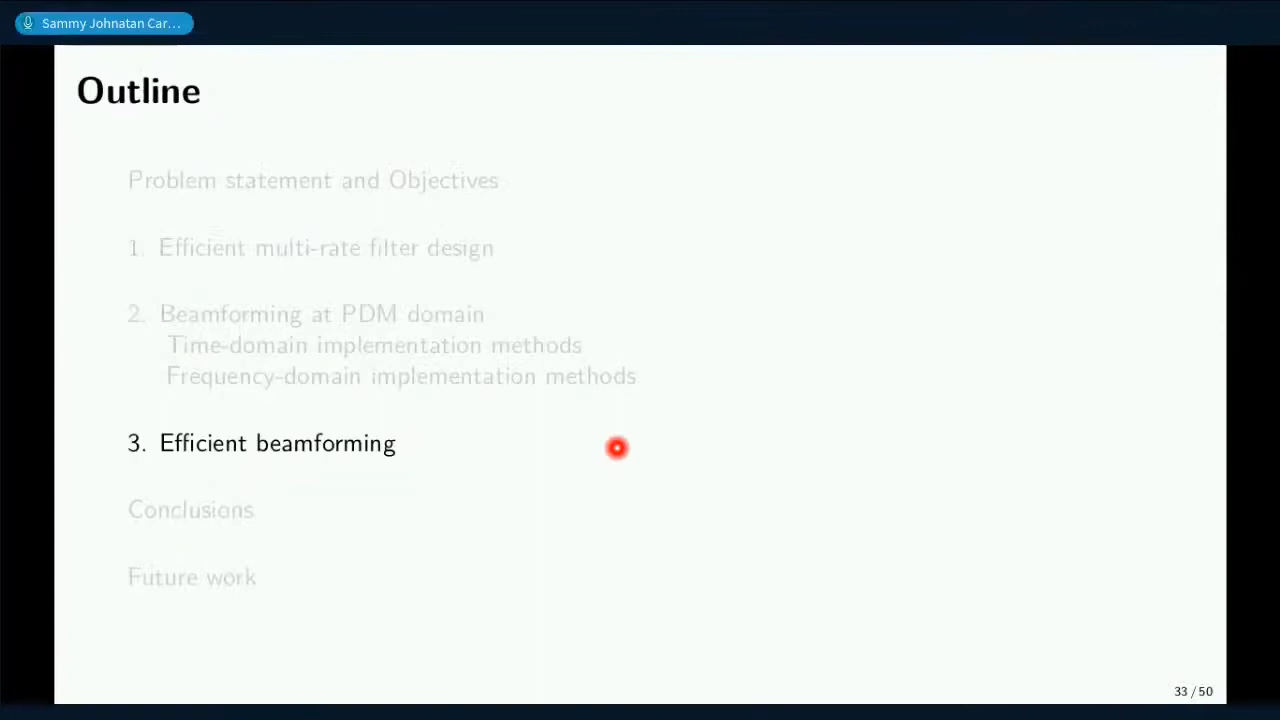 Sammy Johnatan Car...
Outline
Problem statement and Objectives
1. Efficient multi-rate filter design
2. Beamforming at PDM domain
Time-domain implementation methods
Frequency-domain implementation methods
3. Efficient beamforming
Conclusions
Future work
33 / 50